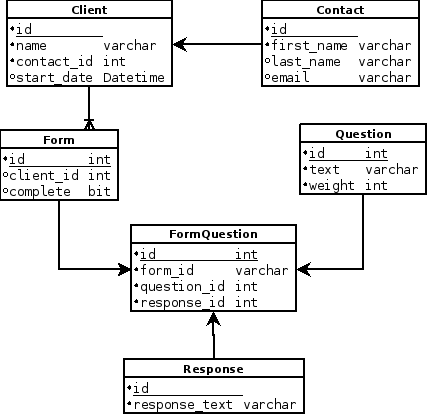 Client
id
name varchar
contact_id int
start_date Datetime
Contact
id
first_name varchar
last_name varchar
email varchar
Form
id int
client_id int
complete bit
Question
id int
text varchar
weight int
FormQuestion
id int
form_id varchar
question_id int
response_id int
Response
id
response_text varchar